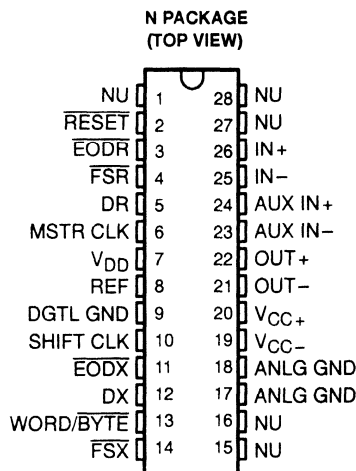 N PACKAGE
(TOP VIEW)
NU 1 28 NU
RESET 2 27 NU
EODR 3 26 IN+
FSR 4 25 IN−
DR 5 24 AUX IN+
MSTR CLK 6 23 AUX IN−
VDD 7 22 OUT+
REF 8 21 OUT−
DGTL GND 9 20 VCC+
SHIFT CLK 10 19 VCC−
EODX 11 18 ANLG GND
DX 12 17 ANLG GND
WORD/BYTE 13 16 NU
FSX 14 15 NU